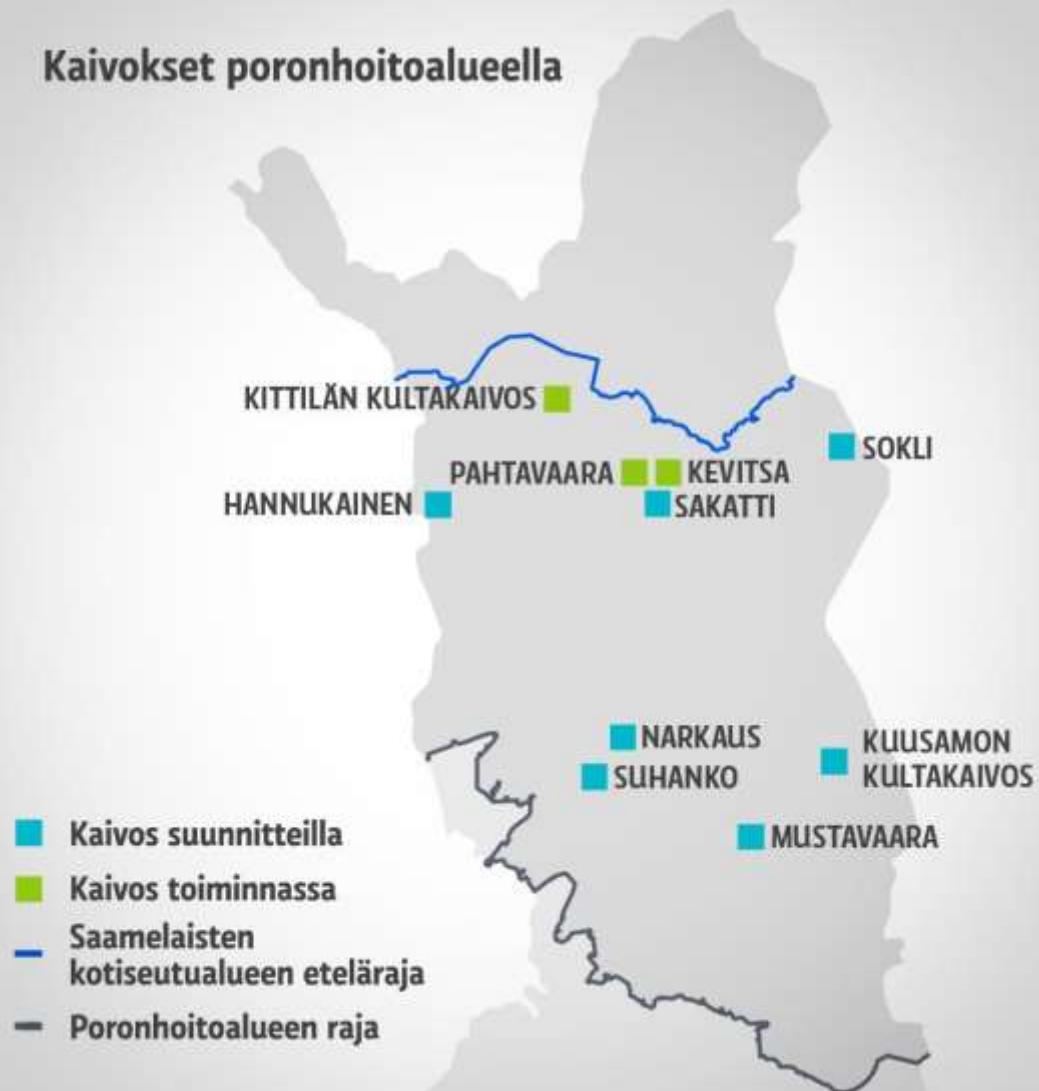 Kaivokset poronhoitoalueella
KITTILÄN KULTAKAIVOS
SOKLI
PAHTAVAARA
KEVITSA
HANNUKAINEN
SAKATTI
NARKAUS
KUUSAMON
KULTAKAIVOS
SUHANKO
MUSTAVAARA
Kaivos suunnitteilla
Kaivos toiminnassa
Saamelaisten
kotiseutualueen eteläraja
Poronhoitoalueen raja